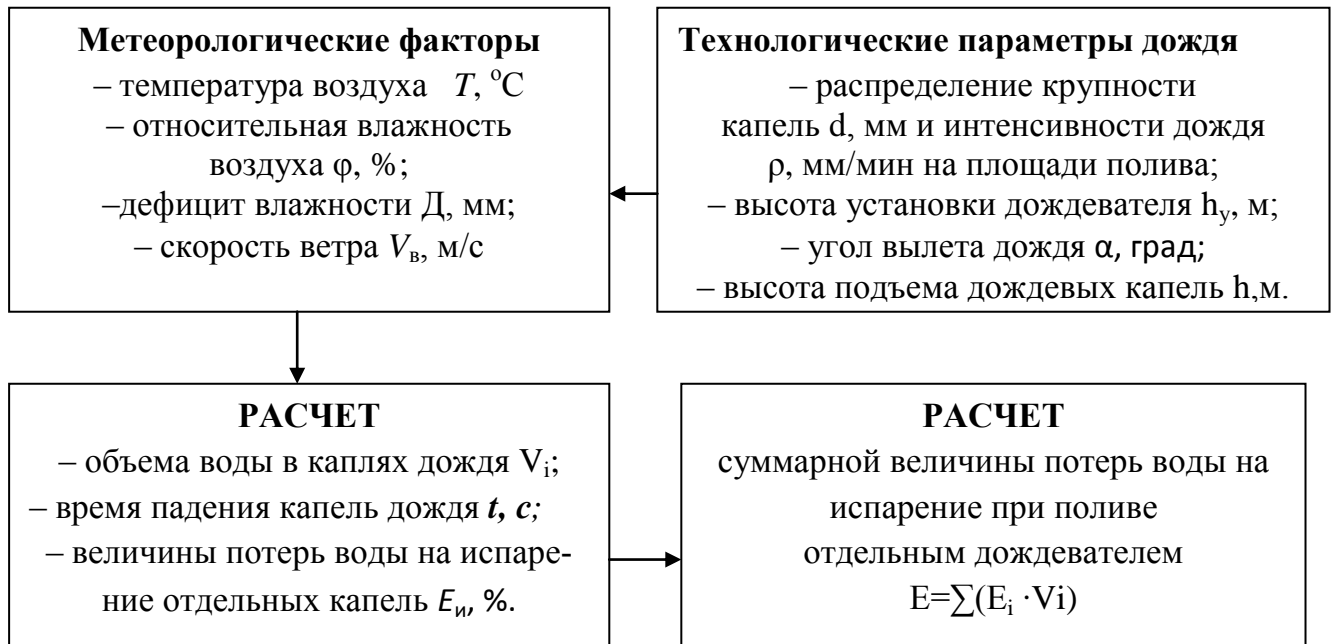 Метеорологические факторы
– температура воздуха T, °С
– относительная влажность
воздуха φ, %;
–дефицит влажности Д, мм;
– скорость ветра Vв, м/с
Технологические параметры дождя
– распределение крупности
капель d, мм и интенсивности дождя
ρ, мм/мин на площади полива;
– высота установки дождевателя hу, м;
– угол вылета дождя α, град;
– высота подъема дождевых капель h,м.
РАСЧЕТ
– объема воды в каплях дождя Vi;
– время падения капель дождя t, с;
– величины потерь воды на испаре-
ние отдельных капель Eи, %.
РАСЧЕТ
суммарной величины потерь воды на
испарение при поливе
отдельным дождевателем
E=∑(Ei ·Vi)